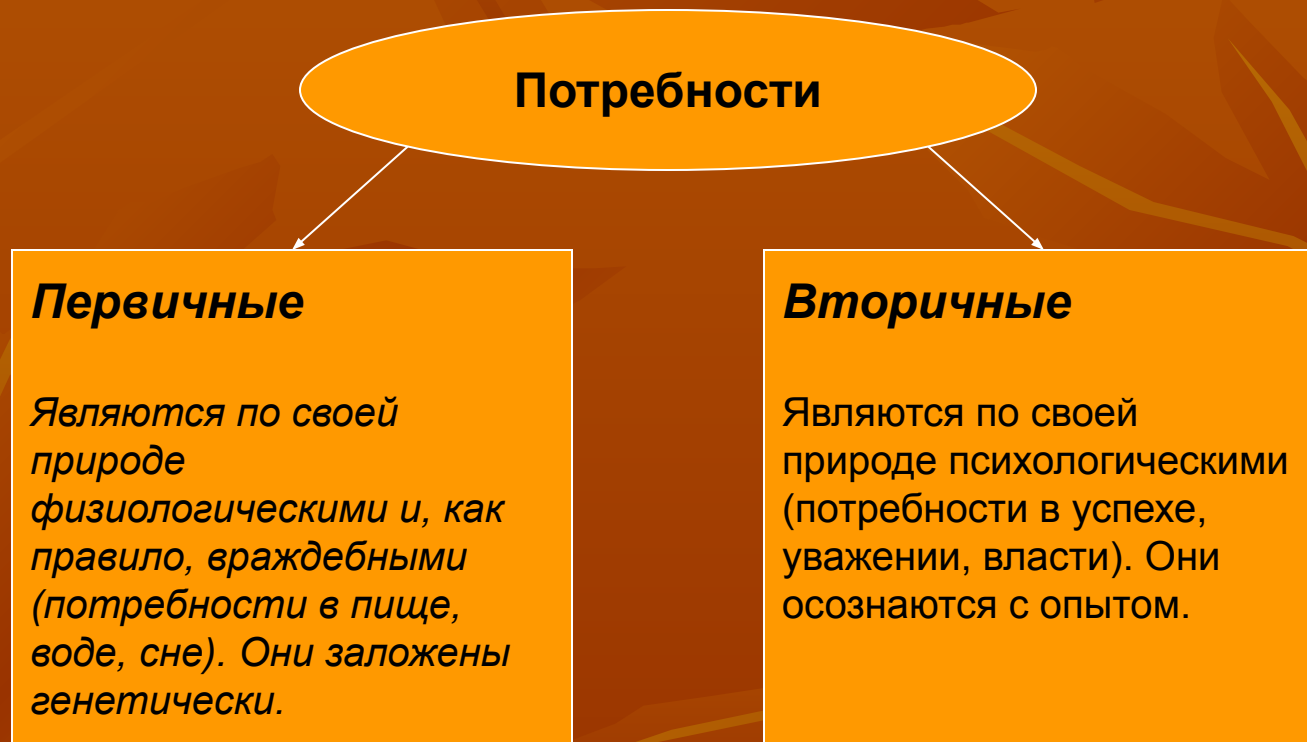 Потребности
Первичные
Являются по своей
природе
физиологическими и, как
правило, враждебными
(потребности в пище,
воде, сне). Они заложены
генетически.
Вторичные
Являются по своей
природе психологическими
(потребности в успехе,
уважении, власти). Они
осознаются с опытом.